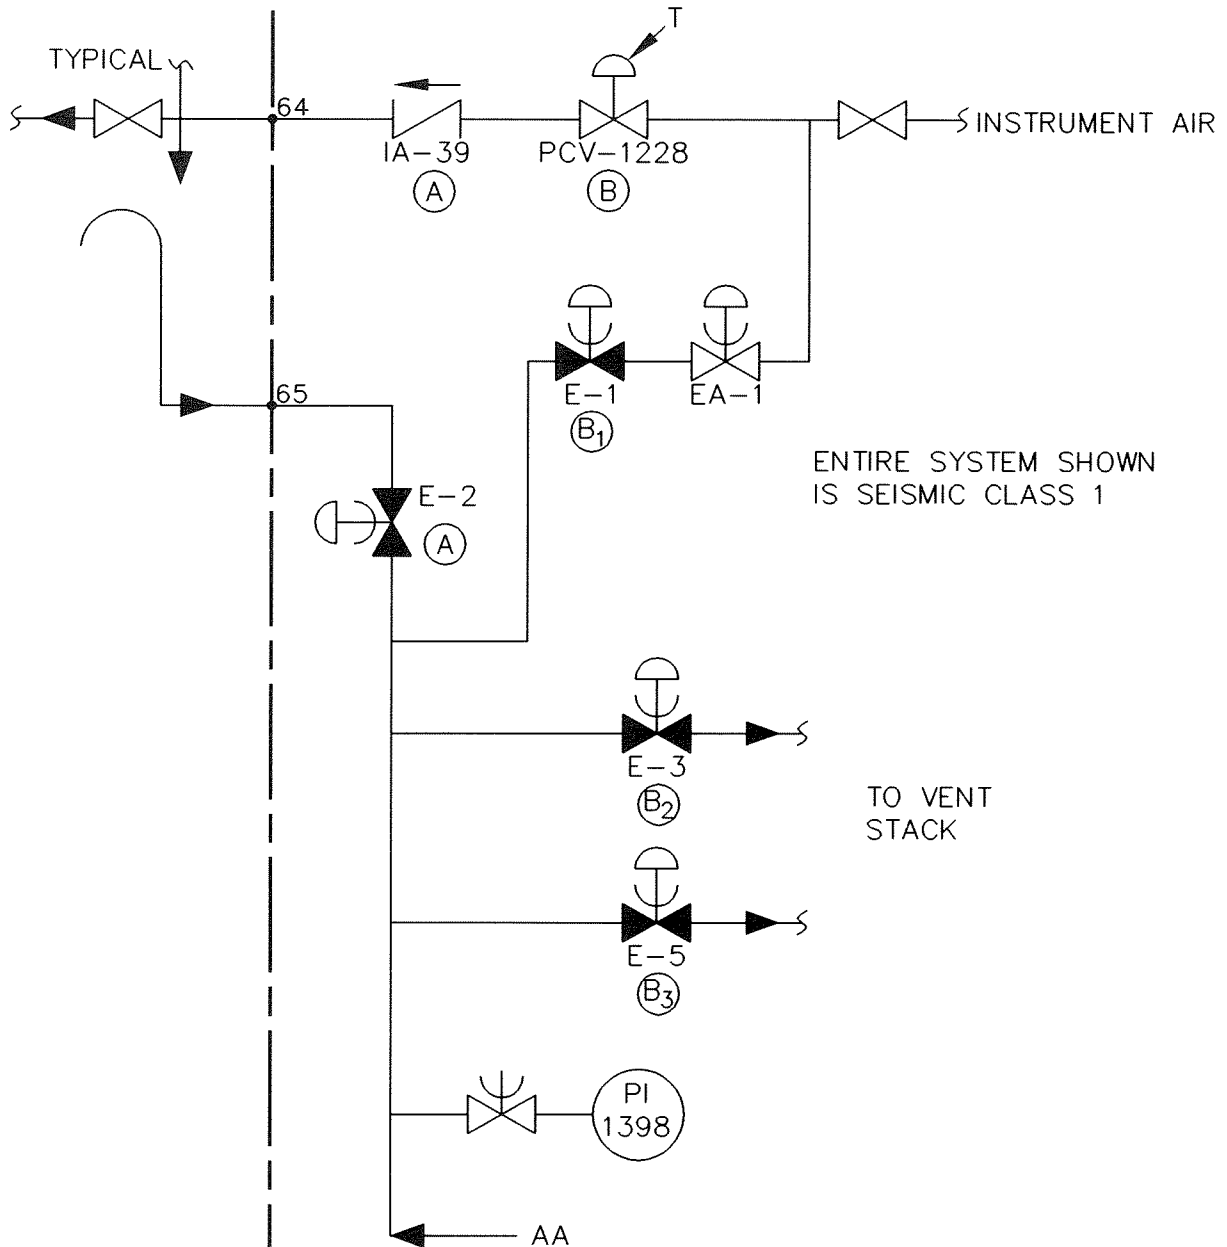 T
TYPICAL
64
INSTRUMENT AIR
IA-39
PCV-1228
A
B
E-1
EA-1
B₁
65
ENTIRE SYSTEM SHOWN
IS SEISMIC CLASS 1
E-2
A
E-3
B₂
TO VENT
STACK
E-5
B₃
PI
1398
AA